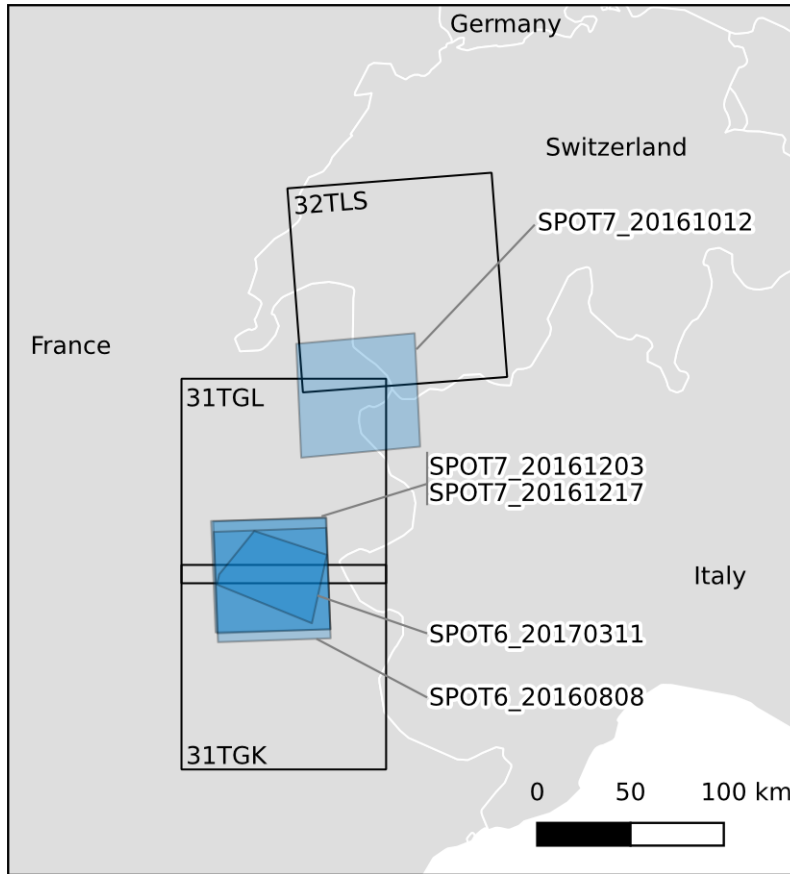 Germany
Switzerland
32TLS
SPOT7_20161012
France
31TGL
SPOT7_20161203
SPOT7_20161217
Italy
SPOT6_20170311
SPOT6_20160808
31TGK
0 50 100 km